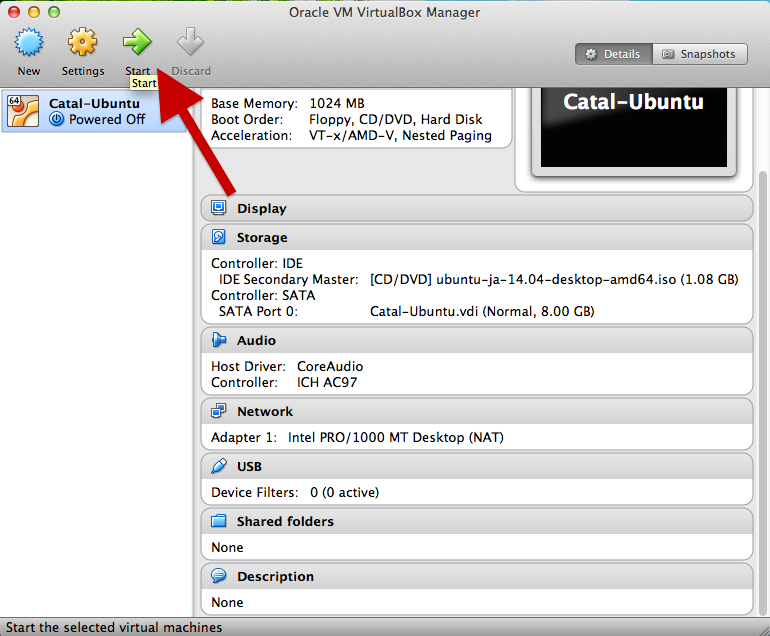 Oracle VM VirtualBox Manager
New Settings Start Discard
Details Snapshots
Start
64
Catal-Ubuntu
Powered Off
Base Memory: 1024 MB
Boot Order: Floppy, CD/DVD, Hard Disk
Acceleration: VT-x/AMD-V, Nested Paging
Catal-Ubuntu
Display
Storage
Controller: IDE
IDE Secondary Master: [CD/DVD] ubuntu-ja-14.04-desktop-amd64.iso (1.08 GB)
Controller: SATA
SATA Port 0: Catal-Ubuntu.vdi (Normal, 8.00 GB)
Audio
Host Driver: CoreAudio
Controller: ICH AC97
Network
Adapter 1: Intel PRO/1000 MT Desktop (NAT)
USB
Device Filters: 0 (0 active)
Shared folders
None
Description
None
Start the selected virtual machines